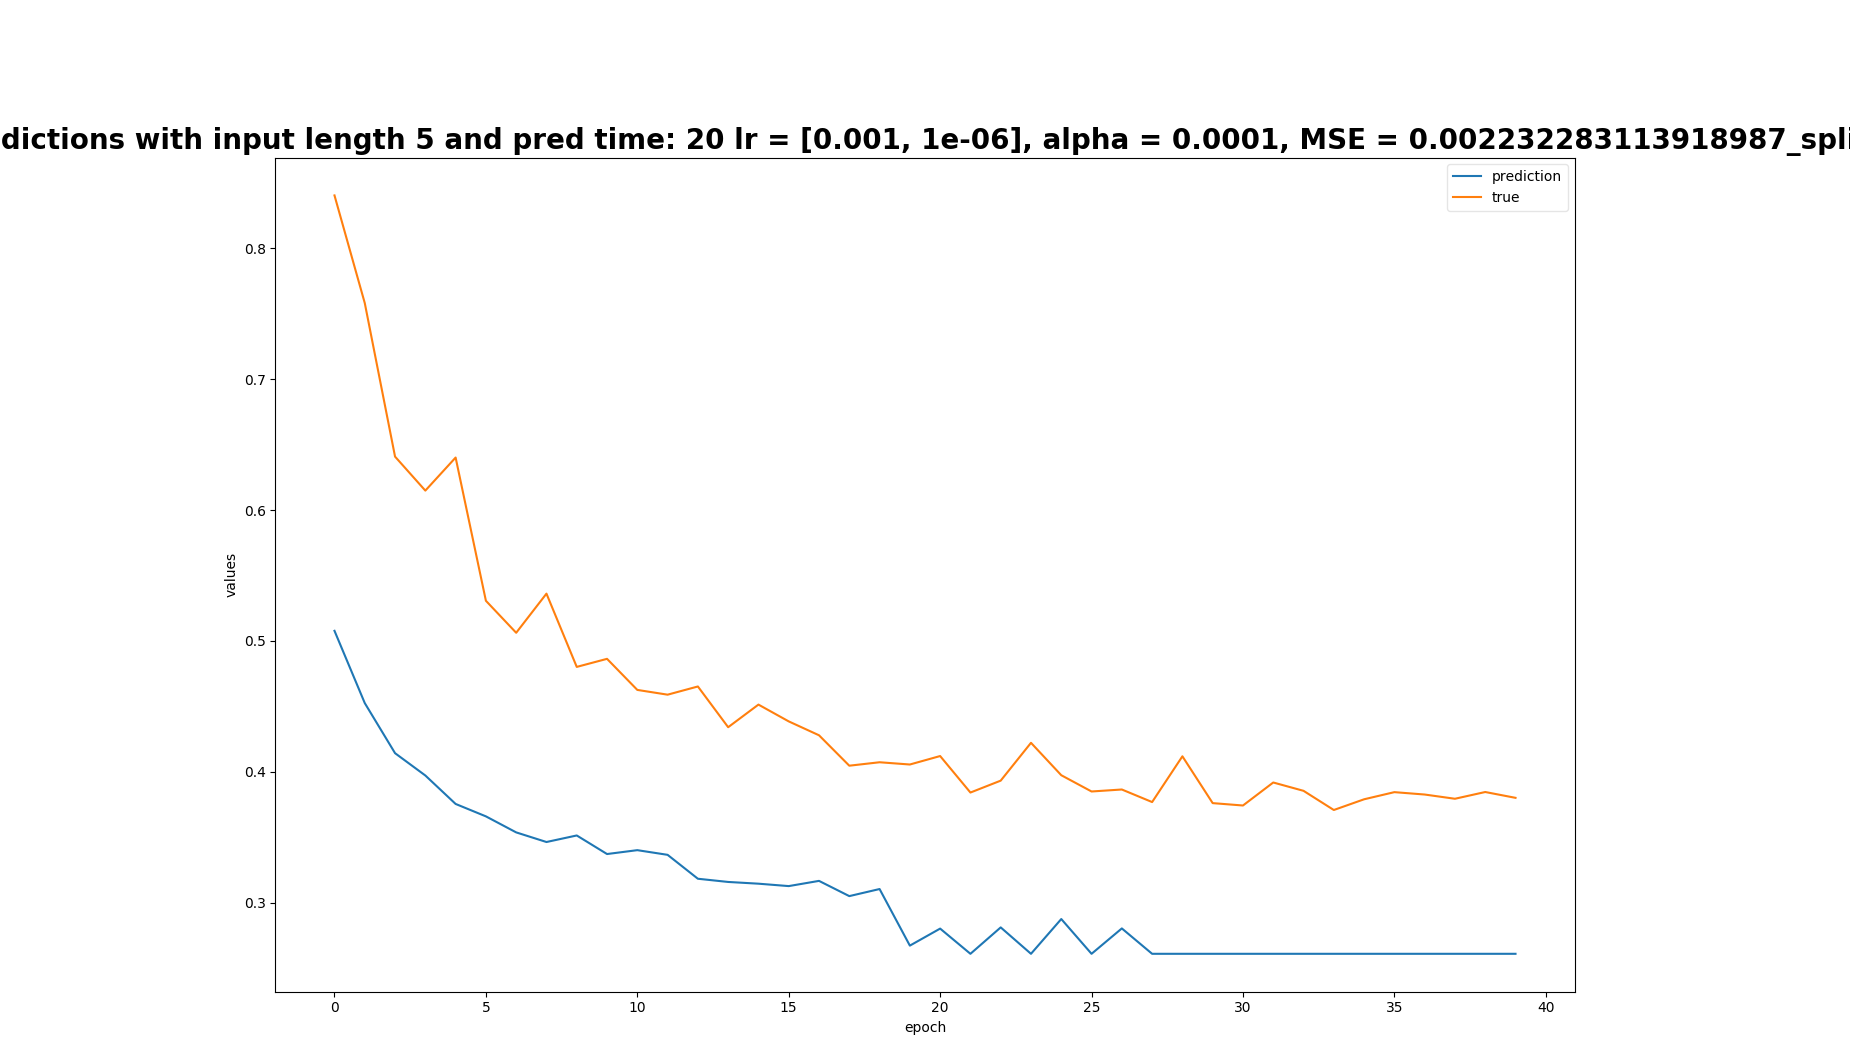 dictions with input length 5 and pred time: 20 lr = [0.001, 1e-06], alpha = 0.0001, MSE = 0.002232283113918987_spli
prediction
true
0.8
0.7
0.6
0.5
0.4
0.3
values
0 5 10 15 20 25 30 35 40
epoch